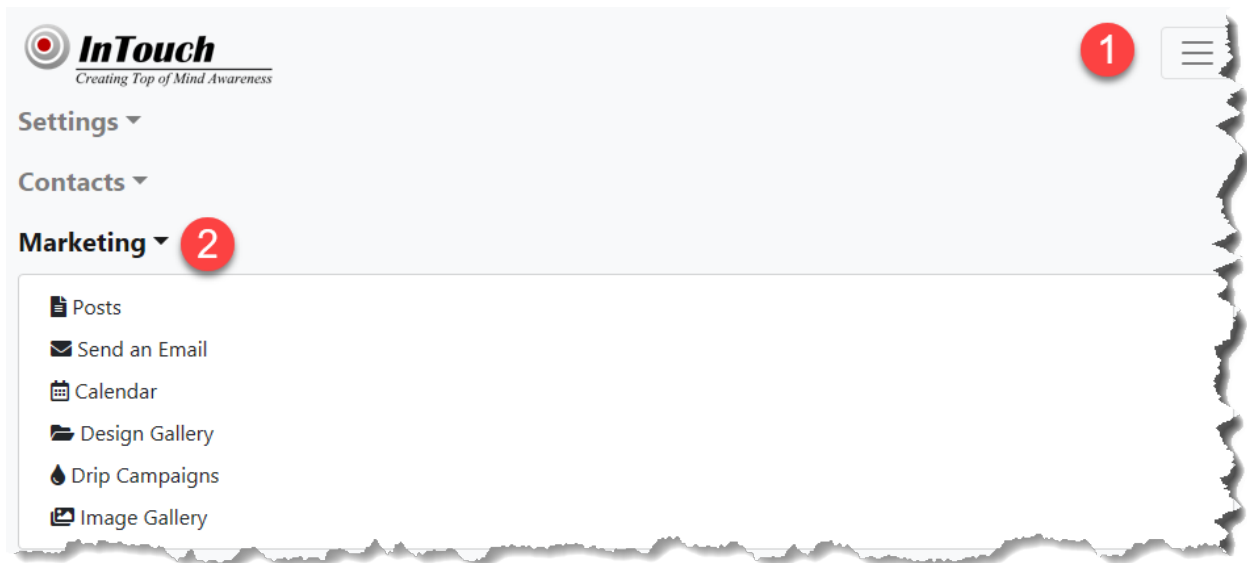 InTouch
Creating Top of Mind Awareness
1
Settings
Contacts
Marketing
2
Posts
Send an Email
Calendar
Design Gallery
Drip Campaigns
Image Gallery